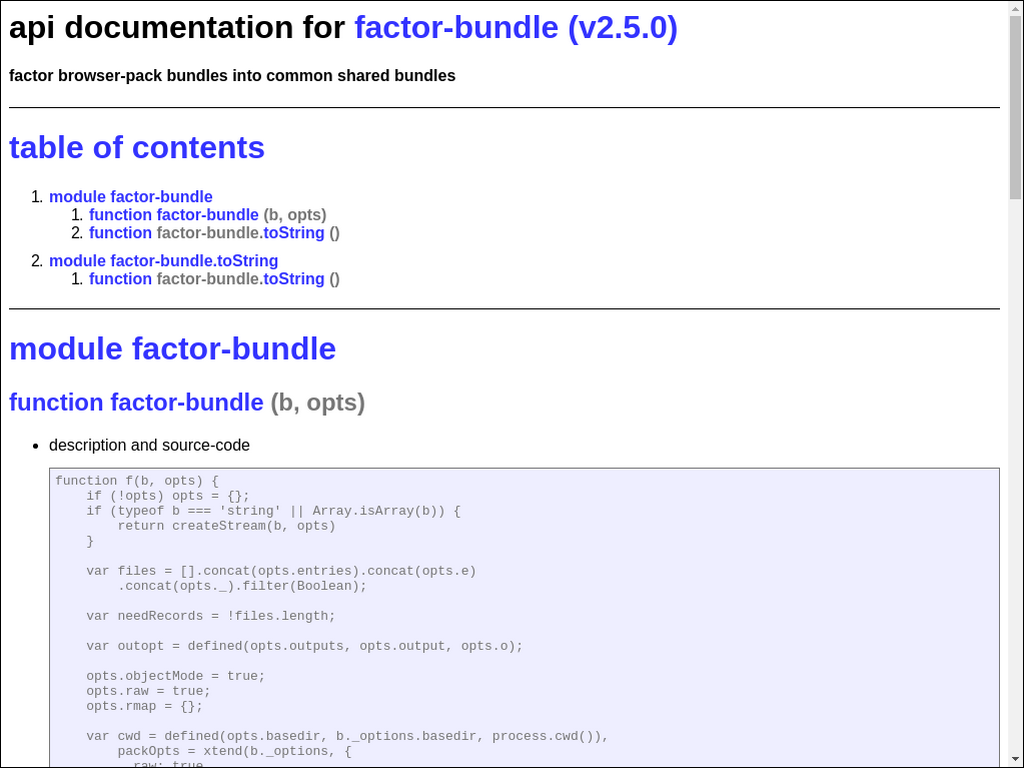 api documentation for factor-bundle (v2.5.0)
factor browser-pack bundles into common shared bundles
table of contents
1. module factor-bundle
1. function factor-bundle (b, opts)
2. function factor-bundle.toString ()
2. module factor-bundle.toString
1. function factor-bundle.toString ()
module factor-bundle
function factor-bundle (b, opts)
• description and source-code
function f(b, opts) {
    if (!opts) opts = {};
    if (typeof b === 'string' || Array.isArray(b)) {
        return createStream(b, opts)
    }
    var files = [].concat(opts.entries).concat(opts.e)
        .concat(opts._).filter(Boolean);
    var needRecords = !files.length;
    var outopt = defined(opts.outputs, opts.output, opts.o);
    opts.objectMode = true;
    opts.raw = true;
    opts.rmap = {};
    var cwd = defined(opts.basedir, b._options.basedir, process.cwd()),
        packOpts = xtend(b._options, {
          raw: true